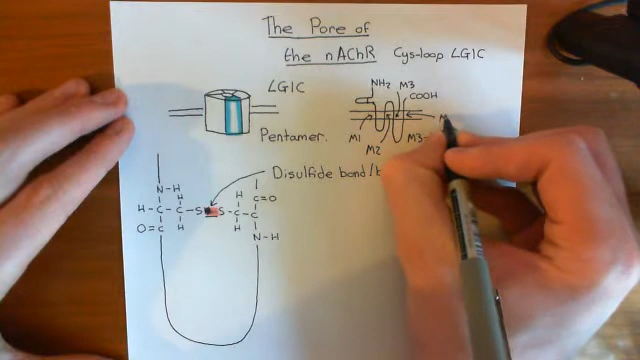 The Pore of
the nAChR Cys-loop LGIC
LGIC
Pentamer.
NH2 M3
COOH
M1
M2
M3-
M
Disulfide bond/
N-H
H-C-C-S
H
O=C H
S-C-C
H
C=O
H
N-H